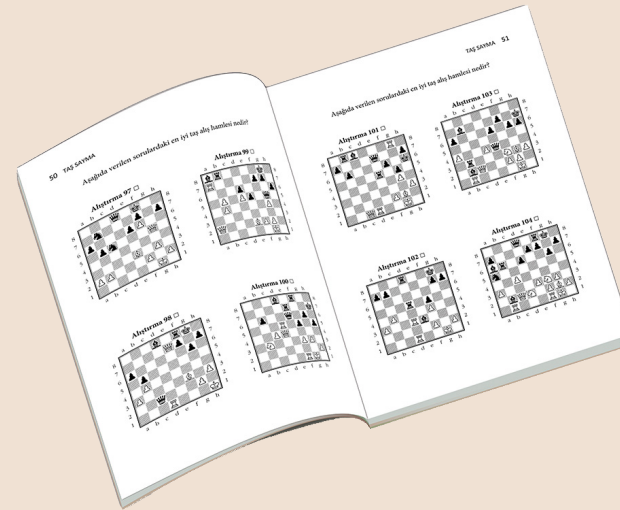 50 TAŞ SAYMA
Aşağıda verilen sorulardaki en iyi taş alış hamlesi nedir?
Alıştırma 97 □
Alıştırma 98 □
Alıştırma 99 □
Alıştırma 100 □
TAŞ SAYMA 51
Aşağıda verilen sorulardaki en iyi taş alış hamlesi nedir?
Alıştırma 101 □
Alıştırma 102 □
Alıştırma 103 □
Alıştırma 104 □